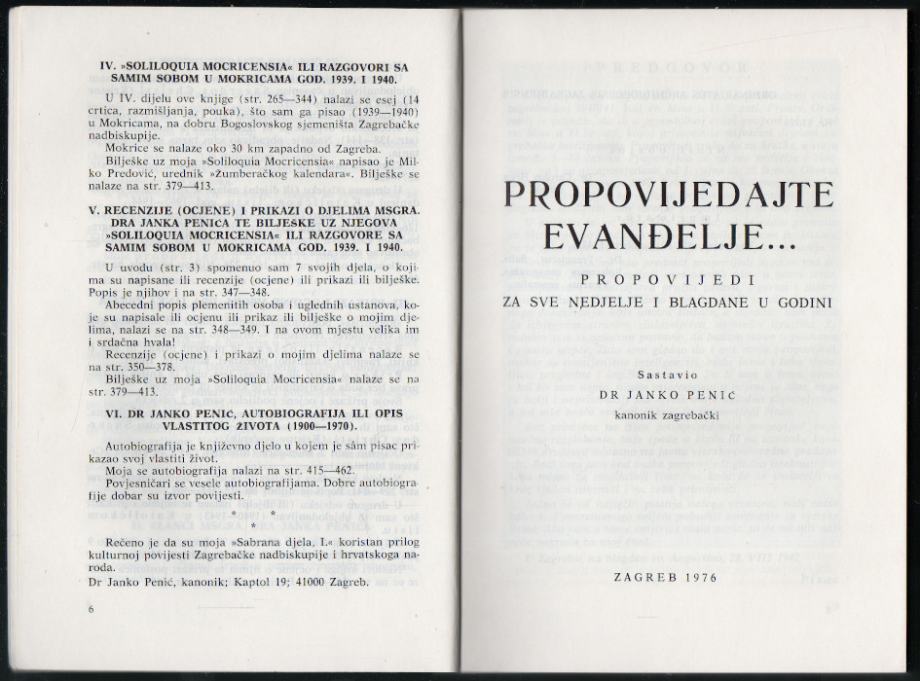 IV. »SOLILOQUIA MOCRICENSIA« ILI RAZGOVORI SA
SAMIM SOBOM U MOKRICAMA GOD. 1939. I 1940.
U IV. dijelu ove knjige (str. 265—344) nalazi se esej (14
crtica, razmišljanja, pouka), što sam ga pisao (1939—1940)
u Mokricama, na dobru Bogoslovskog sjemeništa Zagrebačke
nadbiskupije.
Mokrice se nalaze oko 30 km zapadno od Zagreba.
Bilješke uz moja »Soliloquia Mocricensia« napisao je Mil-
ko Predović, urednik »Žumberačkog kalendara«. Bilješke se
nalaze na str. 379—413.
V. RECENZIJE (OCJENE) I PRIKAZI O DJELIMA MSGRA.
DRA JANKA PENIĆA TE BILJEŠKE UZ NJEGOVA
»SOLILOQUIA MOCRICENSIA« ILI RAZGOVORE SA
SAMIM SOBOM U MOKRICAMA GOD. 1939. I 1940.
U uvodu (str. 3) spomenuo sam 7 svojih djela, o koji-
ma su napisane ili recenzije (ocjene) ili prikazi ili bilješke.
Popis je njihov i na str. 347—348.
Abecedni popis plemenitih osoba i uglednih ustanova, ko-
je su napisale ili ocjenu ili prikaz ili bilješke o mojim dje-
lima, nalazi se na str. 348—349. I na ovom mjestu velika im
i srdačna hvala!
Recenzije (ocjene) i prikazi o mojim djelima nalaze se
na str. 350—378.
Bilješke uz moja »Soliloquia Mocricensia« nalaze se na
str. 379—413.
VI. DR JANKO PENIĆ, AUTOBIOGRAFIJA ILI OPIS
VLASTITOG ŽIVOTA (1900—1970).
Autobiografija je književno djelo u kojem je sâm pisac pri-
kazao svoj vlastiti život.
Moja se autobiografija nalazi na str. 415—462.
Povjesničari se vesele autobiografijama. Dobre autobiogra
fije dobar su izvor povijesti.
* *
*
Rečeno je da su moja »Sabrana djela, I.« koristan prilog
kulturnoj povijesti Zagrebačke nadbiskupije i hrvatskoga na-
roda.
Dr Janko Penić, kanonik; Kaptol 19; 41000 Zagreb.
6
PROPOVIJEDAJTE
EVANĐELJE...
PROPOVIJEDI
ZA SVE NEDJELJE I BLAGDANE U GODINI
Sastavio
DR JANKO PENIĆ
kanonik zagrebački
ZAGREB 1976